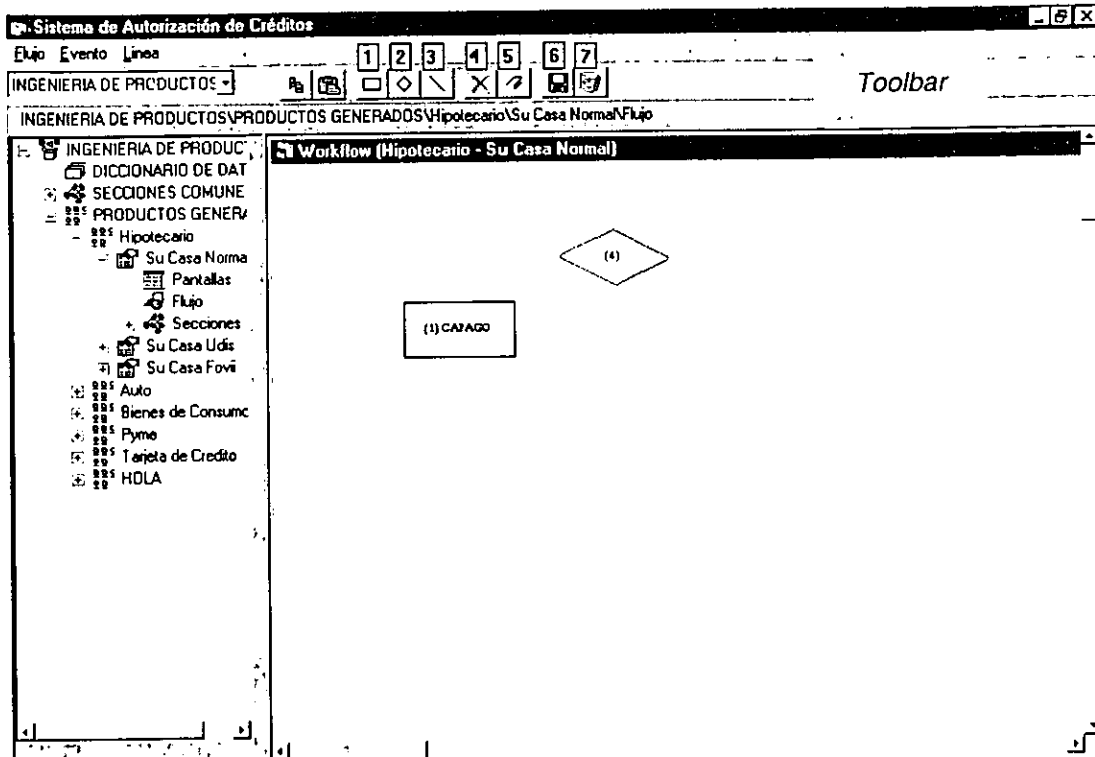 Sistema de Autorización de Créditos
Flujo Evento Linea
1 2 3 4 5 6 7
INGENIERIA DE PRODUCTOS
Toolbar
INGENIERIA DE PRODUCTOS\PRODUCTOS GENERADOS\Hipotecario\Su Casa Normal\Flujo
INGENIERIA DE PRODUC
Workflow (Hipotecario - Su Casa Normal)
DICCIONARIO DE DAT
SECCIONES COMUNE
PRODUCTOS GENERA
Hipotecario
Su Casa Norma
Pantallas
Flujo
Secciones
Su Casa Udis
Su Casa Fovi
Auto
Bienes de Consumo
Pyme
Tarjeta de Credito
HOLA
(4)
(1) CAPAGO